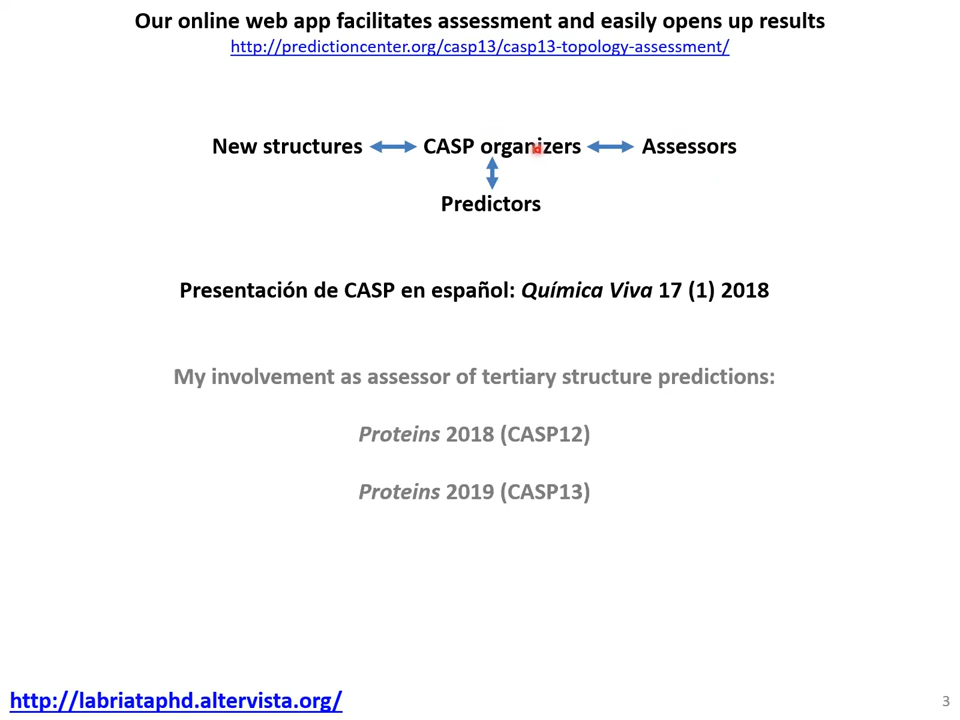 Our online web app facilitates assessment and easily opens up results
http://predictioncenter.org/casp13/casp13-topology-assessment/
New structures CASP organizers Assessors
Predictors
Presentación de CASP en español: Química Viva 17 (1) 2018
My involvement as assessor of tertiary structure predictions:
Proteins 2018 (CASP12)
Proteins 2019 (CASP13)
http://labriataphd.altervista.org/
3